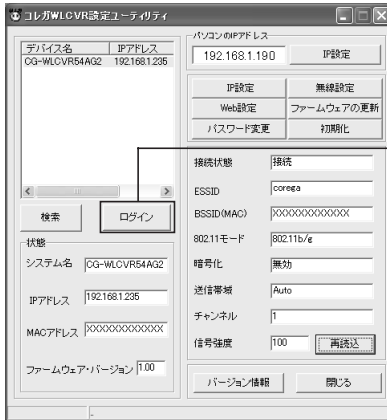 コレガWLCVR設定ユーティリティ
デバイス名 IPアドレス
CG-WLCVR54AG2 192.168.1.235
検索 ログイン
状態
システム名 CG-WLCVR54AG2
IPアドレス 192.168.1.235
MACアドレス XXXXXXXXXXXX
ファームウェア・バージョン 1.00
パソコンのIPアドレス
192.168.1.190 IP設定
IP設定 無線設定
Web設定 ファームウェアの更新
パスワード変更 初期化
接続状態 接続
ESSID corega
BSSID(MAC) XXXXXXXXXXXX
802.11モード 802.11b/g
暗号化 無効
送信帯域 Auto
チャンネル 1
信号強度 100 再読込
バージョン情報 閉じる